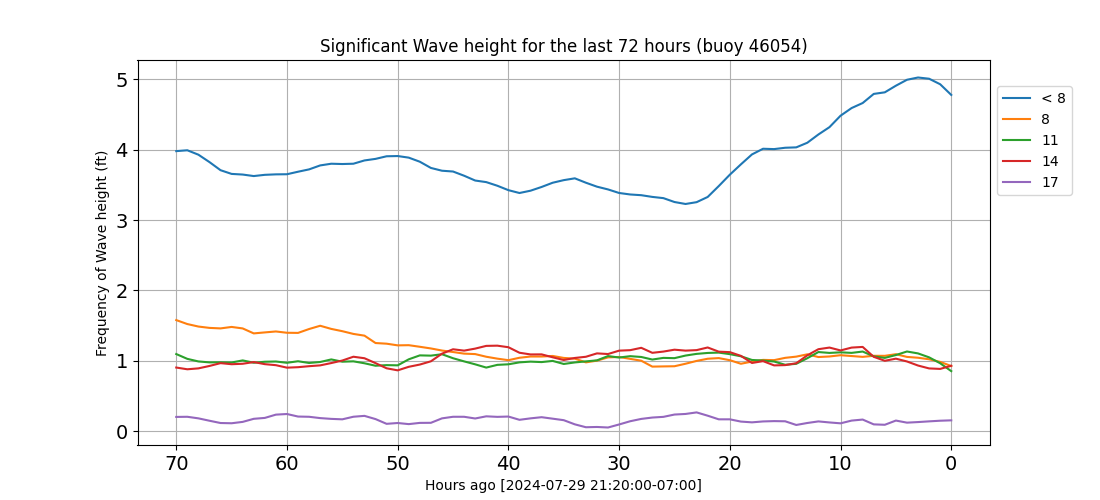 Significant Wave height for the last 72 hours (buoy 46054)
Frequency of Wave height (ft)
5
4
3
2
1
0
70 60 50 40 30 20 10 0
Hours ago [2024-07-29 21:20:00-07:00]
< 8
8
11
14
17